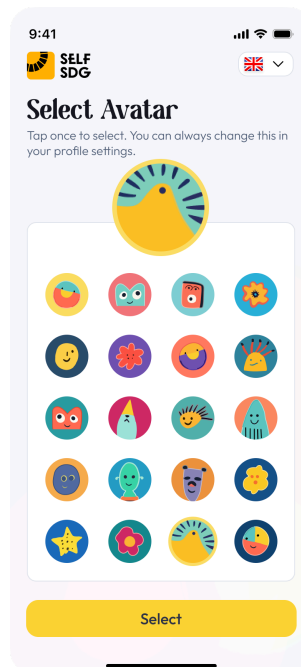 9:41
SELF
SDG
Select Avatar
Tap once to select. You can always change this in
your profile settings.
Select